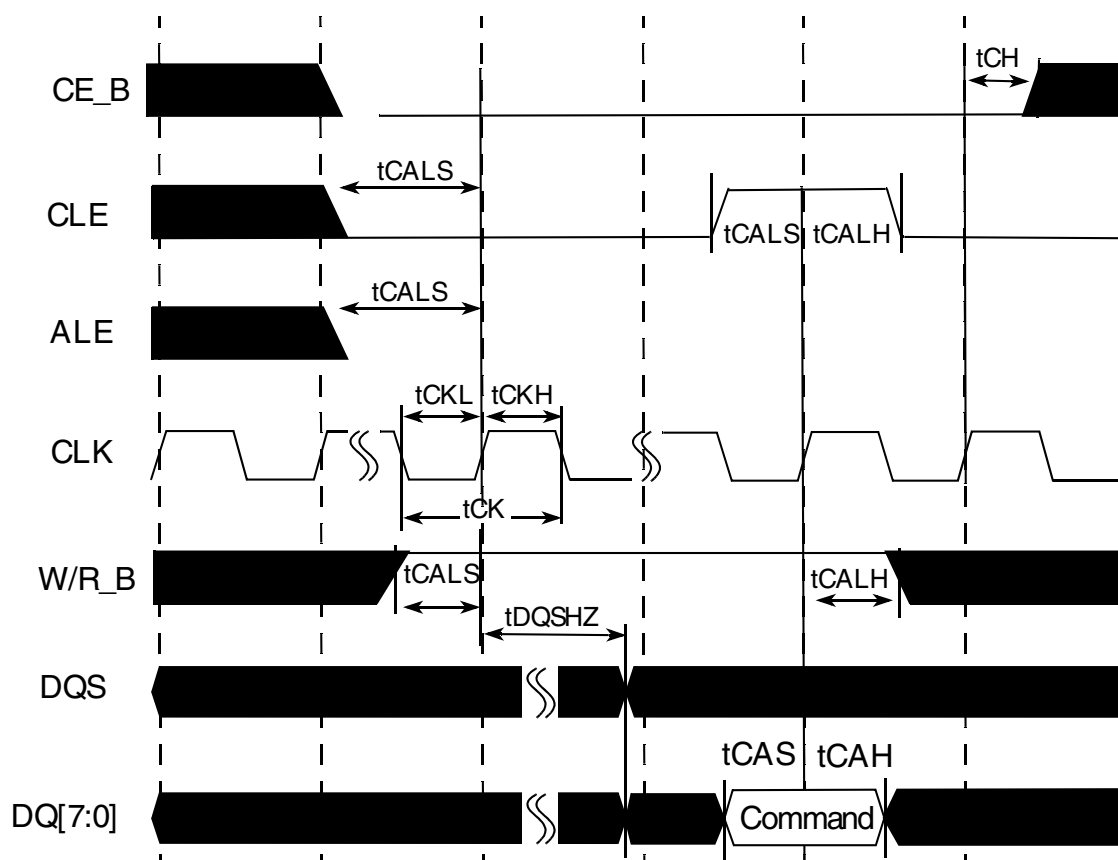 tCH
CE_B
tCALS
CLE
tCALS tCALH
tCALS
ALE
tCKL tCKH
CLK
tCK
W/R_B
tCALS
tCALH
tDQSHZ
DQS
tCAS tCAH
DQ[7:0]
Command